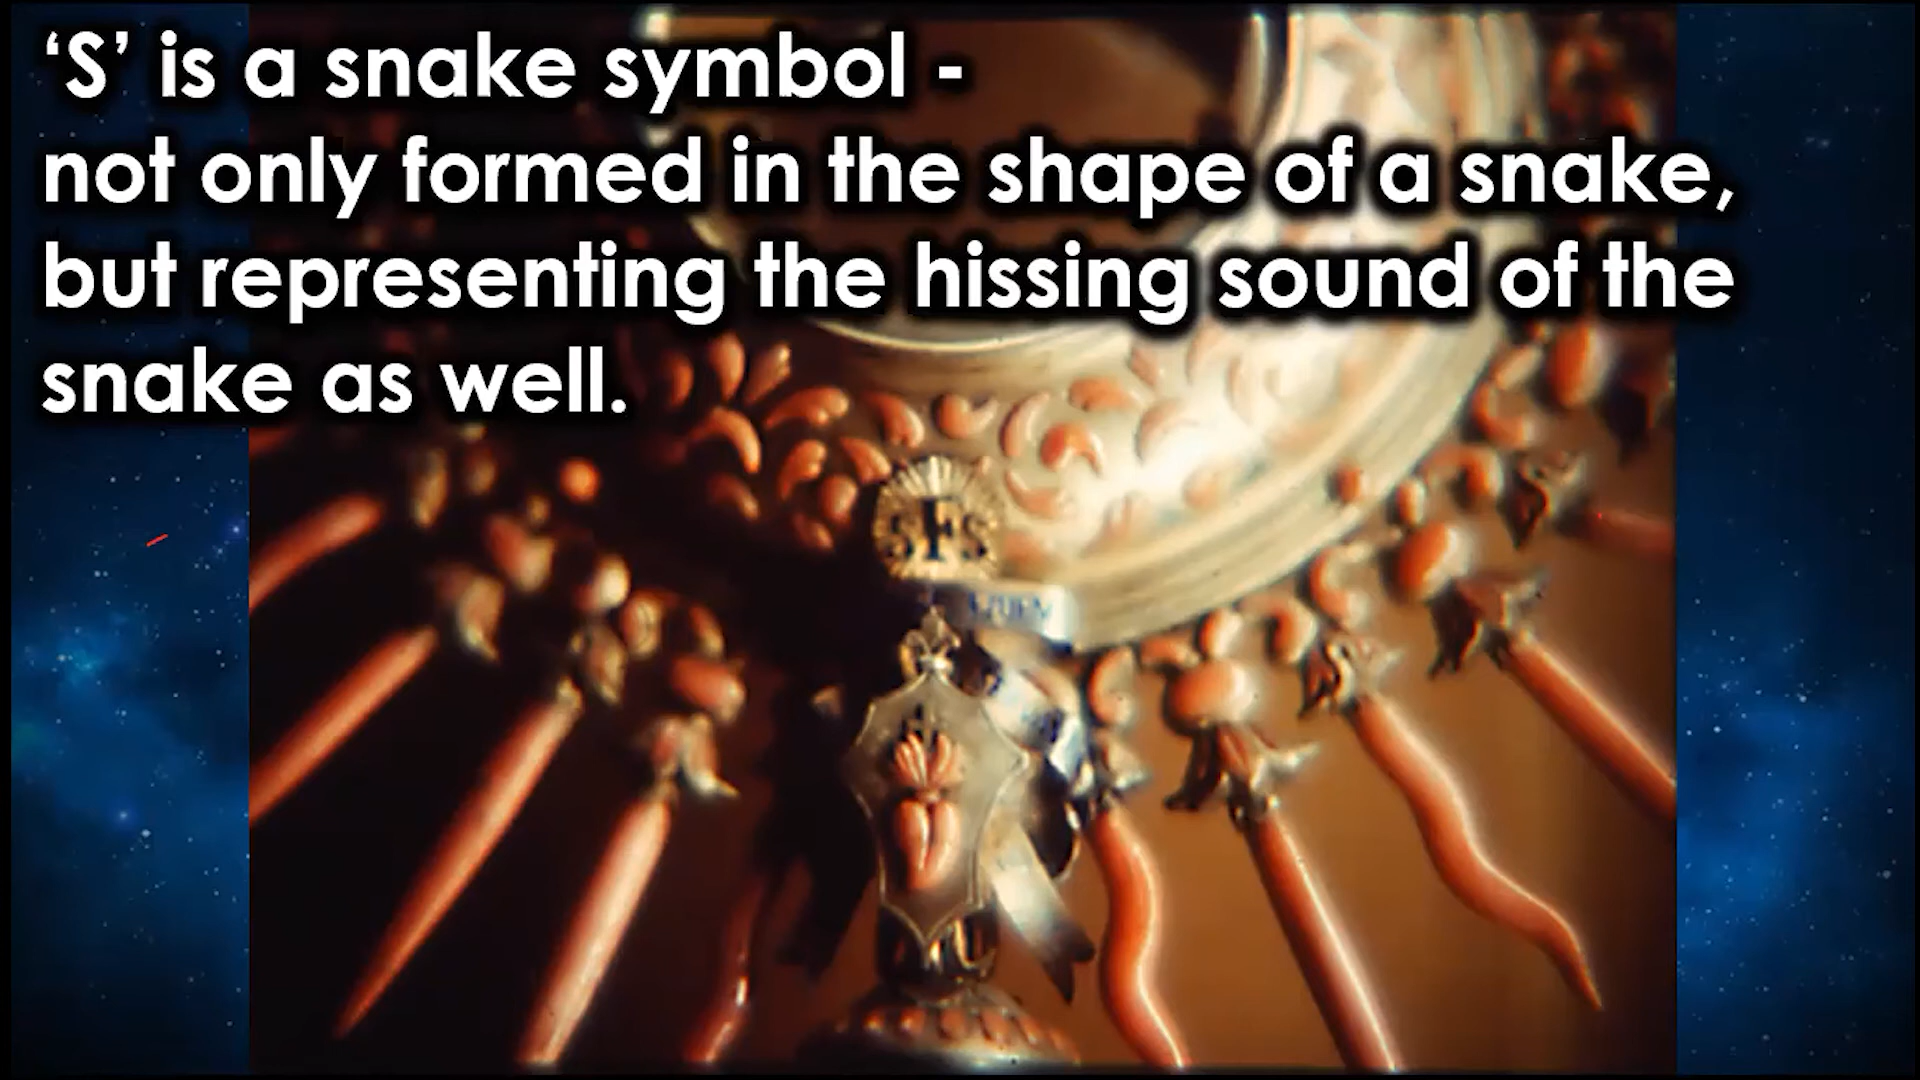 ‘S’ is a snake symbol -
not only formed in the shape of a snake,
but representing the hissing sound of the
snake as well.
SFS